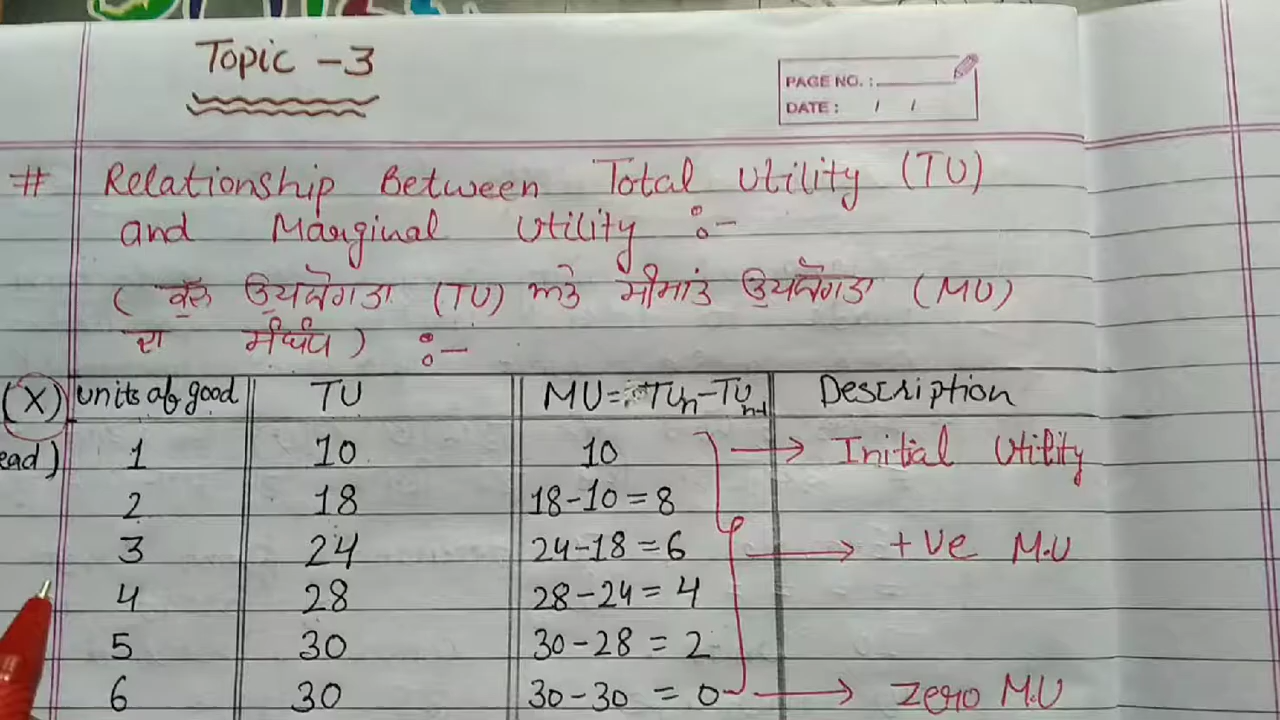 Topic -3
PAGE NO. :
DATE : / /
# Relationship Between Total Utility (TU)
and Marginal Utility :-
( ਕੁੱਲ ਉਪਯੋਗਤਾ (TU) ਅਤੇ ਸੀਮਾਂਤ ਉਪਯੋਗਤਾ (MU)
ਦਾ ਸੰਬੰਧ) :-
(X) units of good TU MU= TUn-TUn-1 Description
ead) 1 10 10 → Initial Utility
2 18 18-10=8
3 24 24-18=6 → +ve M.U
4 28 28-24= 4
5 30 30-28 = 2
6 30 30-30 = 0 → Zero M.U